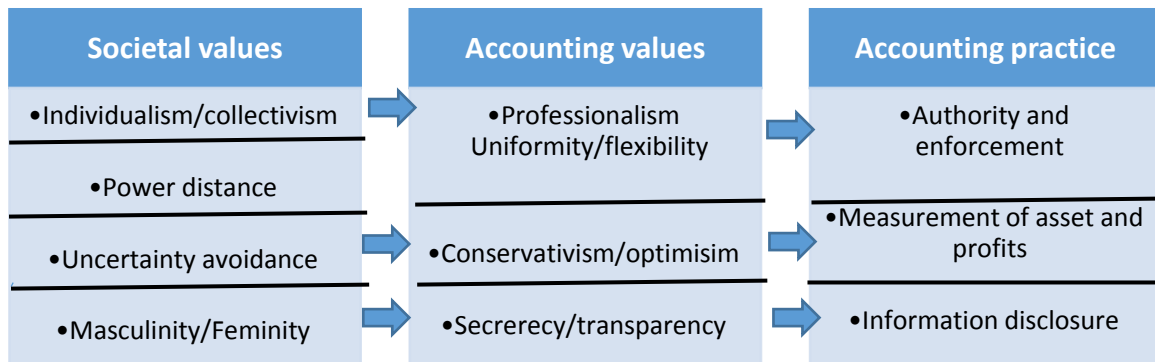 Societal values
•Individualism/collectivism
•Power distance
•Uncertainty avoidance
•Masculinity/Feminity
Accounting values
•Professionalism
Uniformity/flexibility
•Conservativism/optimisim
•Secrerecy/transparency
Accounting practice
•Authority and
enforcement
•Measurement of asset and
profits
•Information disclosure